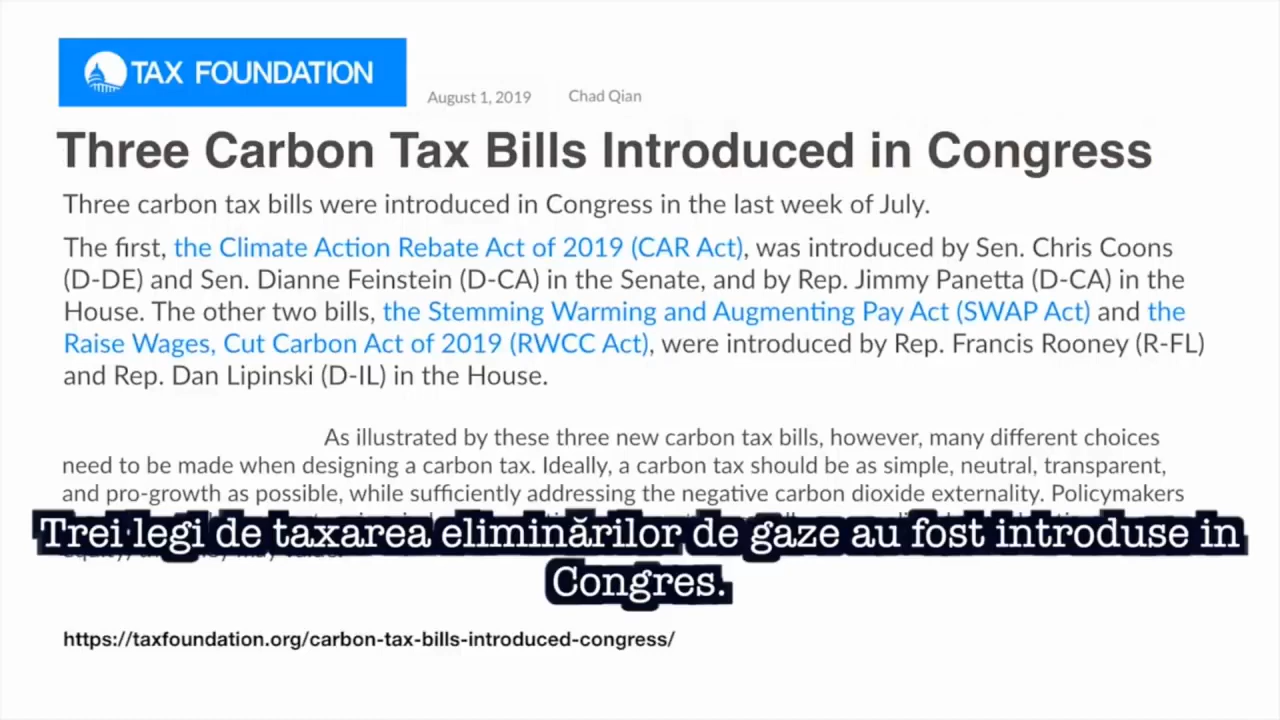 TAX FOUNDATION
August 1, 2019 Chad Qian
Three Carbon Tax Bills Introduced in Congress
Three carbon tax bills were introduced in Congress in the last week of July.
The first, the Climate Action Rebate Act of 2019 (CAR Act), was introduced by Sen. Chris Coons
(D-DE) and Sen. Dianne Feinstein (D-CA) in the Senate, and by Rep. Jimmy Panetta (D-CA) in the
House. The other two bills, the Stemming Warming and Augmenting Pay Act (SWAP Act) and the
Raise Wages, Cut Carbon Act of 2019 (RWCC Act), were introduced by Rep. Francis Rooney (R-FL)
and Rep. Dan Lipinski (D-IL) in the House.
As illustrated by these three new carbon tax bills, however, many different choices
need to be made when designing a carbon tax. Ideally, a carbon tax should be as simple, neutral, transparent,
and pro-growth as possible, while sufficiently addressing the negative carbon dioxide externality. Policymakers
Trei legi de taxarea eliminărilor de gaze au fost introduse in
Congres.
https://taxfoundation.org/carbon-tax-bills-introduced-congress/